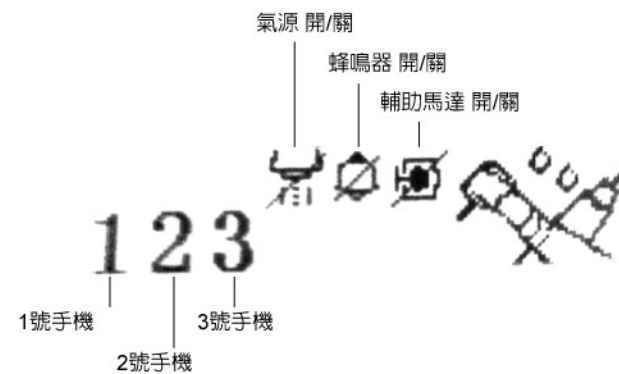 氣源 開/關
蜂鳴器 開/關
輔助馬達 開/關
1 2 3
1號手機
3號手機
2號手機